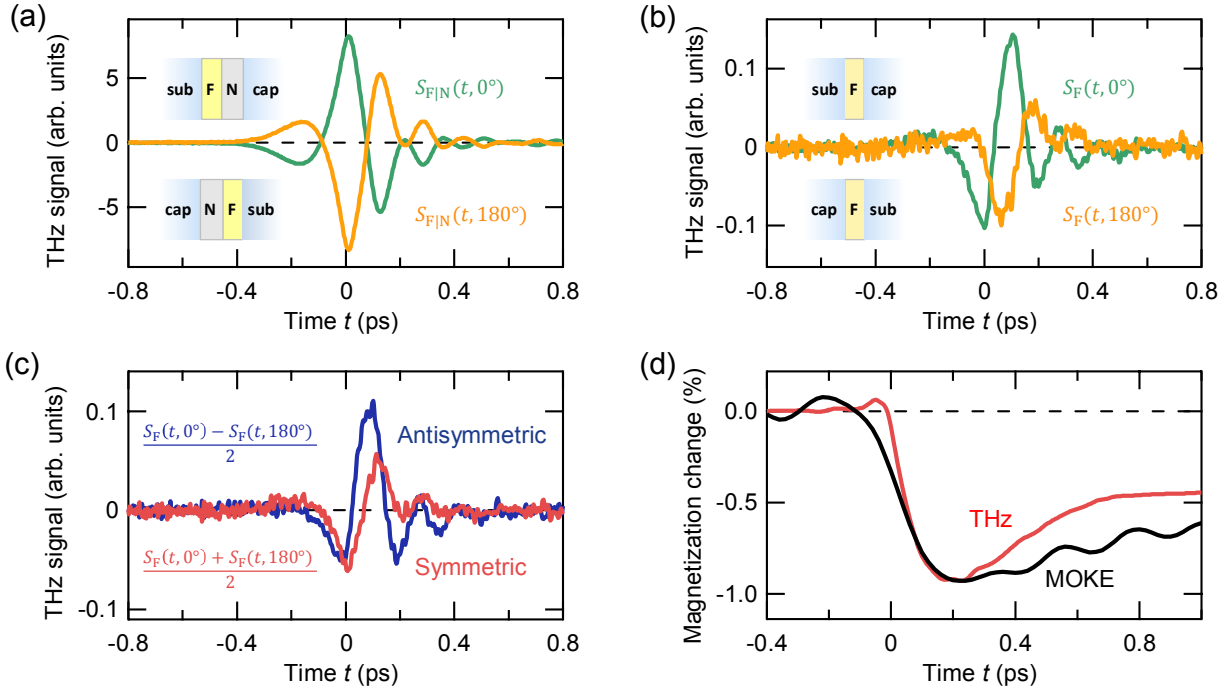 (a)
THz signal (arb. units)
5
0
-5
sub F N cap
cap N F sub
S_F|N(t, 0°)
S_F|N(t, 180°)
-0.8 -0.4 0 0.4 0.8
Time t (ps)
(b)
THz signal (arb. units)
0.1
0
-0.1
sub F cap
cap F sub
S_F(t, 0°)
S_F(t, 180°)
-0.8 -0.4 0 0.4 0.8
Time t (ps)
(c)
THz signal (arb. units)
0.1
0
-0.1
S_F(t, 0°) − S_F(t, 180°)
2
Antisymmetric
S_F(t, 0°) + S_F(t, 180°)
2
Symmetric
-0.8 -0.4 0 0.4 0.8
Time t (ps)
(d)
Magnetization change (%)
0.0
-0.5
-1.0
THz
MOKE
-0.4 0 0.4 0.8
Time t (ps)